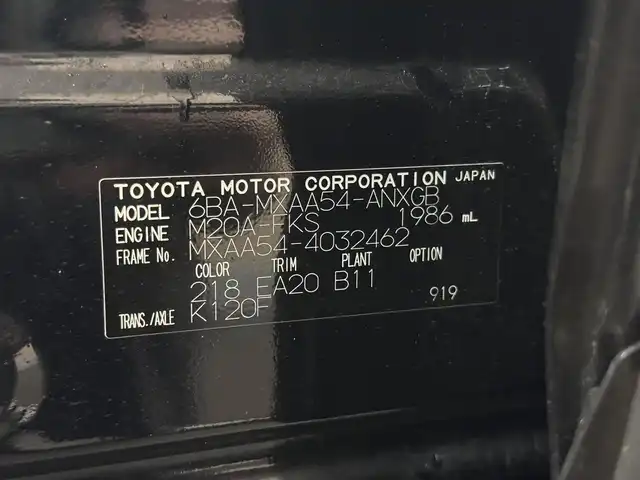 TOYOTA MOTOR CORPORATION JAPAN
MODEL 6BA-MXAA54-ANXGB
ENGINE M20A-FKS 1986 mL
FRAME No. MXAA54-4032462
COLOR TRIM PLANT OPTION
218 EA20 B11
TRANS./AXLE K120F 919